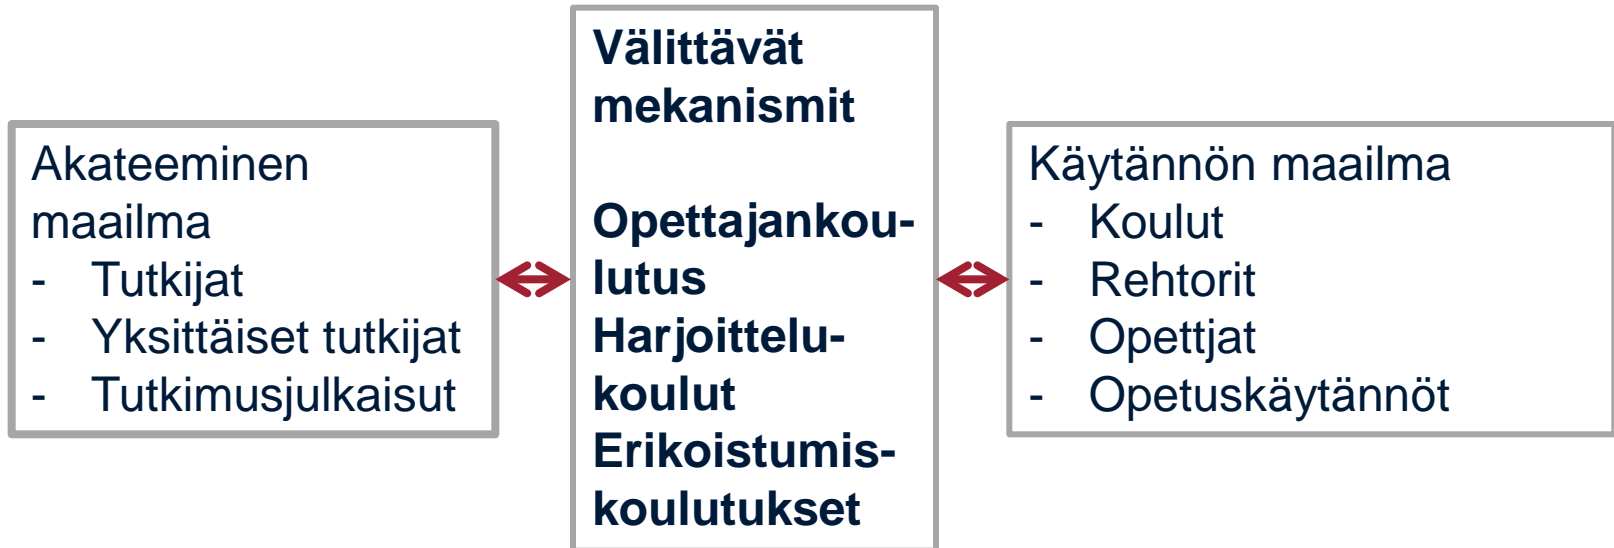 Akateeminen
maailma
- Tutkijat
- Yksittäiset tutkijat
- Tutkimusjulkaisut
Välittävät
mekanismit
Opettajankou-
lutus
Harjoittelu-
koulut
Erikoistumis-
koulutukset
Käytännön maailma
- Koulut
- Rehtorit
- Opettjat
- Opetuskäytännöt